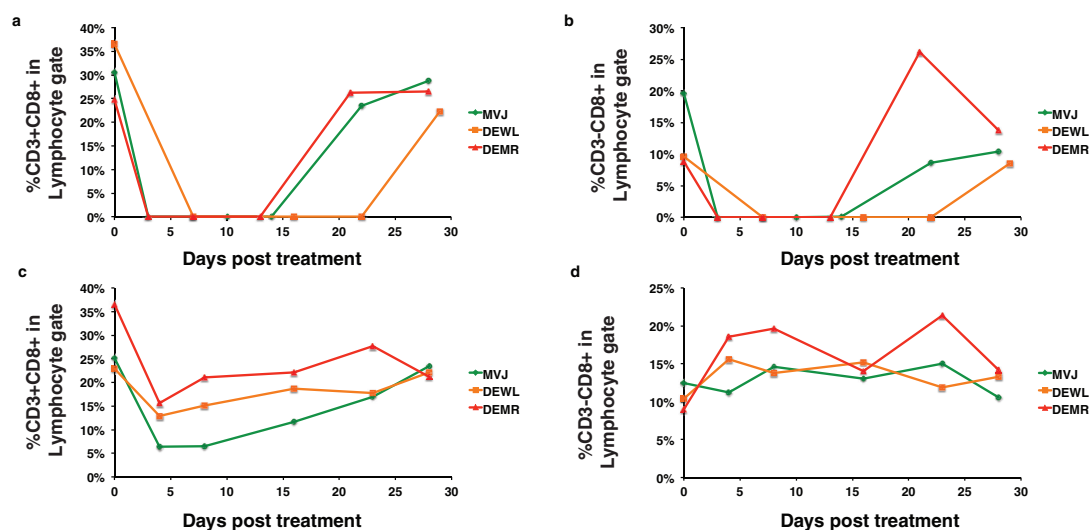 a
40%
35%
30%
25%
20%
15%
10%
5%
0%
%CD3+CD8+ in
Lymphocyte gate
0 5 10 15 20 25 30
Days post treatment
MVJ
DEWL
DEMR
b
30%
25%
20%
15%
10%
5%
0%
%CD3-CD8+ in
Lymphocyte gate
0 5 10 15 20 25 30
Days post treatment
MVJ
DEWL
DEMR
c
40%
35%
30%
25%
20%
15%
10%
5%
0%
%CD3+CD8+ in
Lymphocyte gate
0 5 10 15 20 25 30
Days post treatment
MVJ
DEWL
DEMR
d
25%
20%
15%
10%
5%
0%
%CD3-CD8+ in
Lymphocyte gate
0 5 10 15 20 25 30
Days post treatment
MVJ
DEWL
DEMR